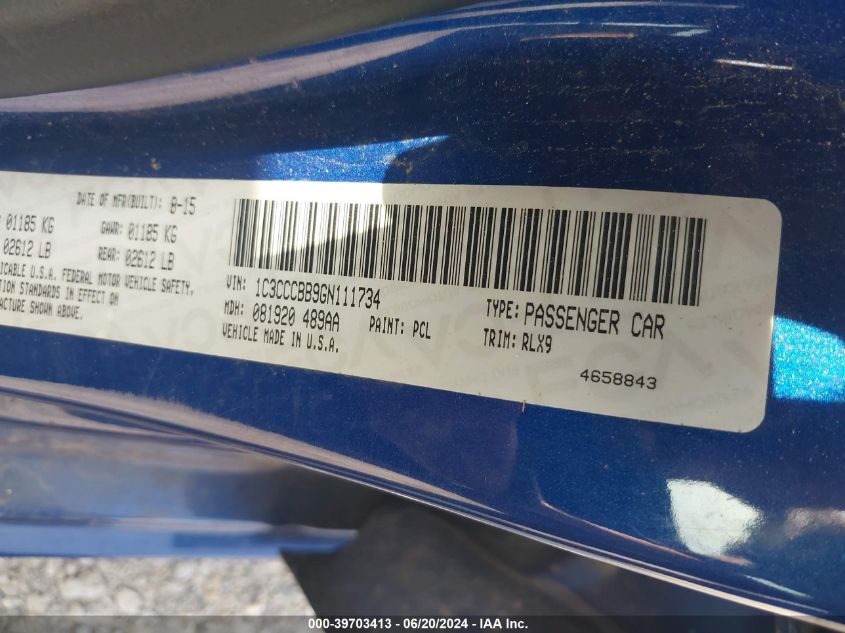 DATE OF MFR(BUILT): 8-15
01185 KG GAWR: 01185 KG
02612 LB REAR: 02612 LB
U.S.A. FEDERAL MOTOR VEHICLE SAFETY,
STANDARDS IN EFFECT ON
SHOWN ABOVE.
VIN: 1C3CCCBB9GN111734
MDH: 081920 489AA PAINT: PCL
VEHICLE MADE IN U.S.A.
TYPE: PASSENGER CAR
TRIM: RLX9
4658843
000-39703413 - 06/20/2024 - IAA Inc.